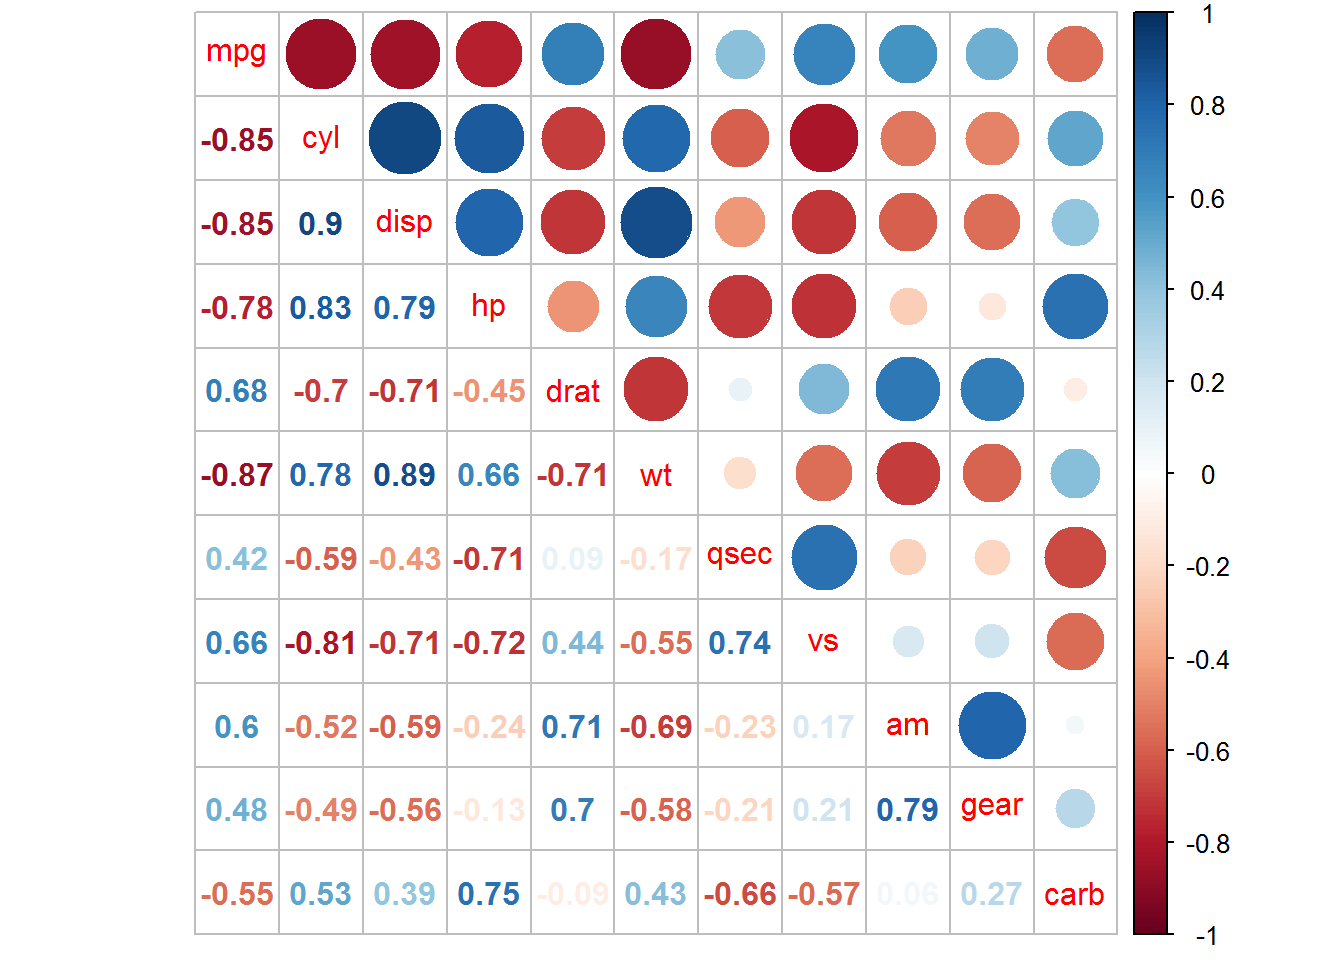 mpg
-0.85 cyl
-0.85 0.9 disp
-0.78 0.83 0.79 hp
0.68 -0.7 -0.71 -0.45 drat
-0.87 0.78 0.89 0.66 -0.71 wt
0.42 -0.59 -0.43 -0.71 0.09 -0.17 qsec
0.66 -0.81 -0.71 -0.72 0.44 -0.55 0.74 vs
0.6 -0.52 -0.59 -0.24 0.71 -0.69 -0.23 0.17 am
0.48 -0.49 -0.56 -0.13 0.7 -0.58 -0.21 0.21 0.79 gear
-0.55 0.53 0.39 0.75 -0.09 0.43 -0.66 -0.57 0.06 0.27 carb
1
0.8
0.6
0.4
0.2
0
-0.2
-0.4
-0.6
-0.8
-1